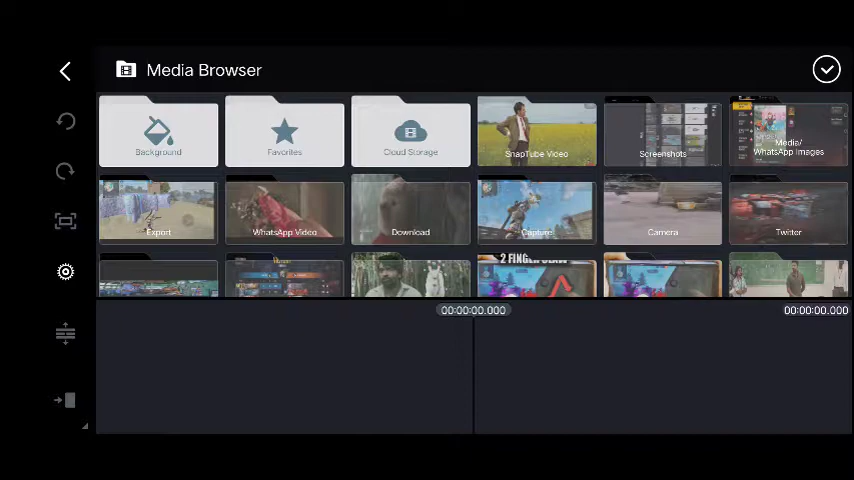 Media Browser
Background
Favorites
Cloud Storage
SnapTube Video
Screenshots
Media/
WhatsApp Images
Export
WhatsApp Video
Download
Capture
Camera
Twitter
2 FINGER CLAW
00:00:00.000
00:00:00.000